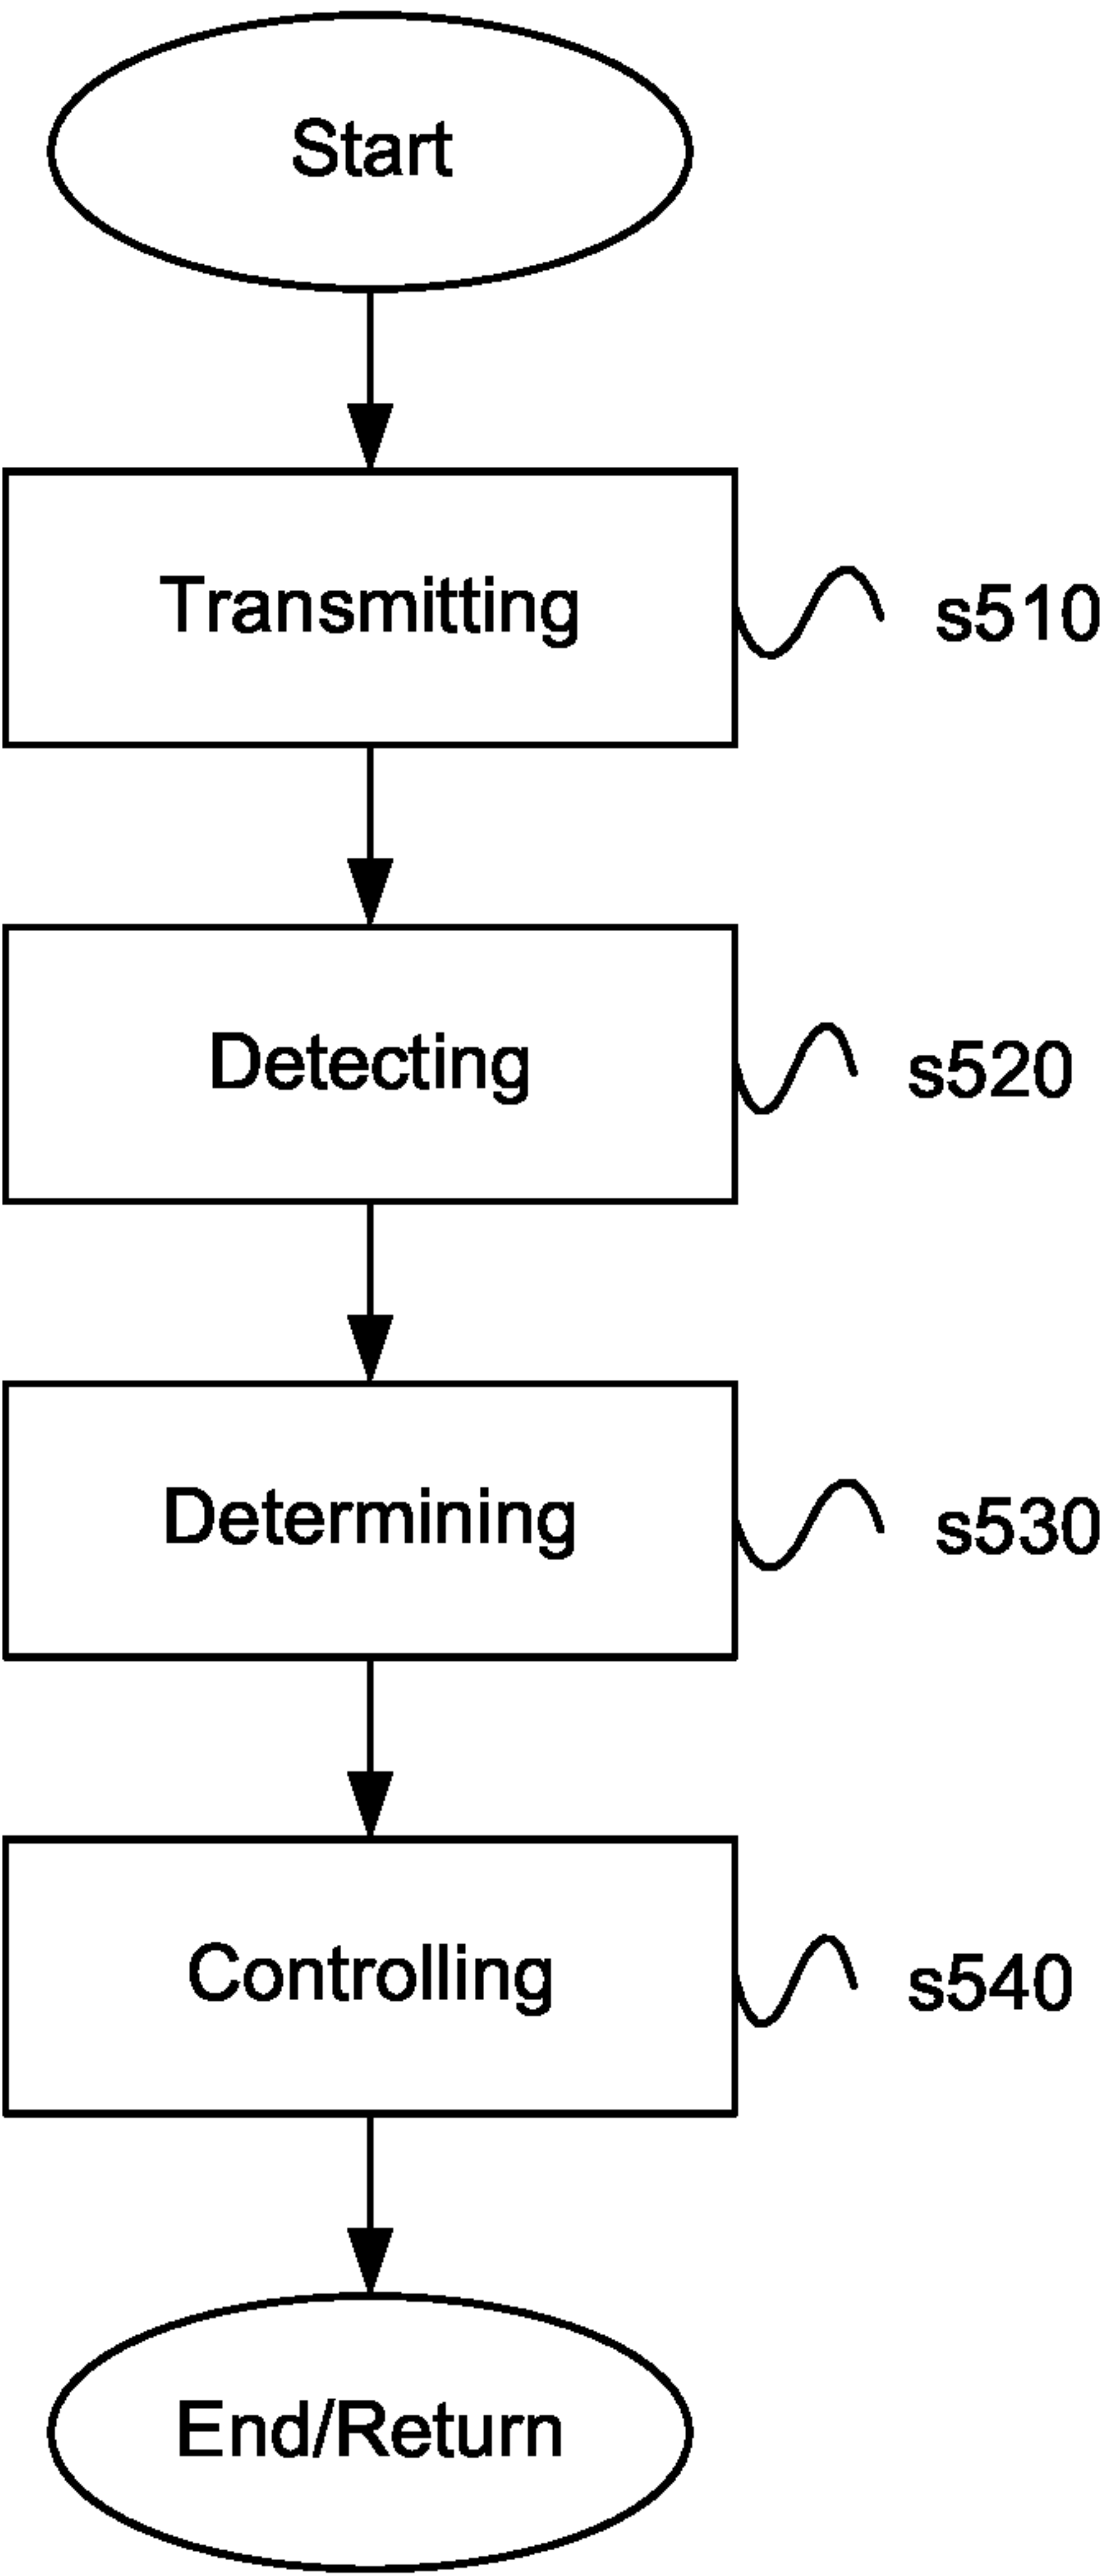 Start
Transmitting
s510
Detecting
s520
Determining
s530
Controlling
s540
End/Return